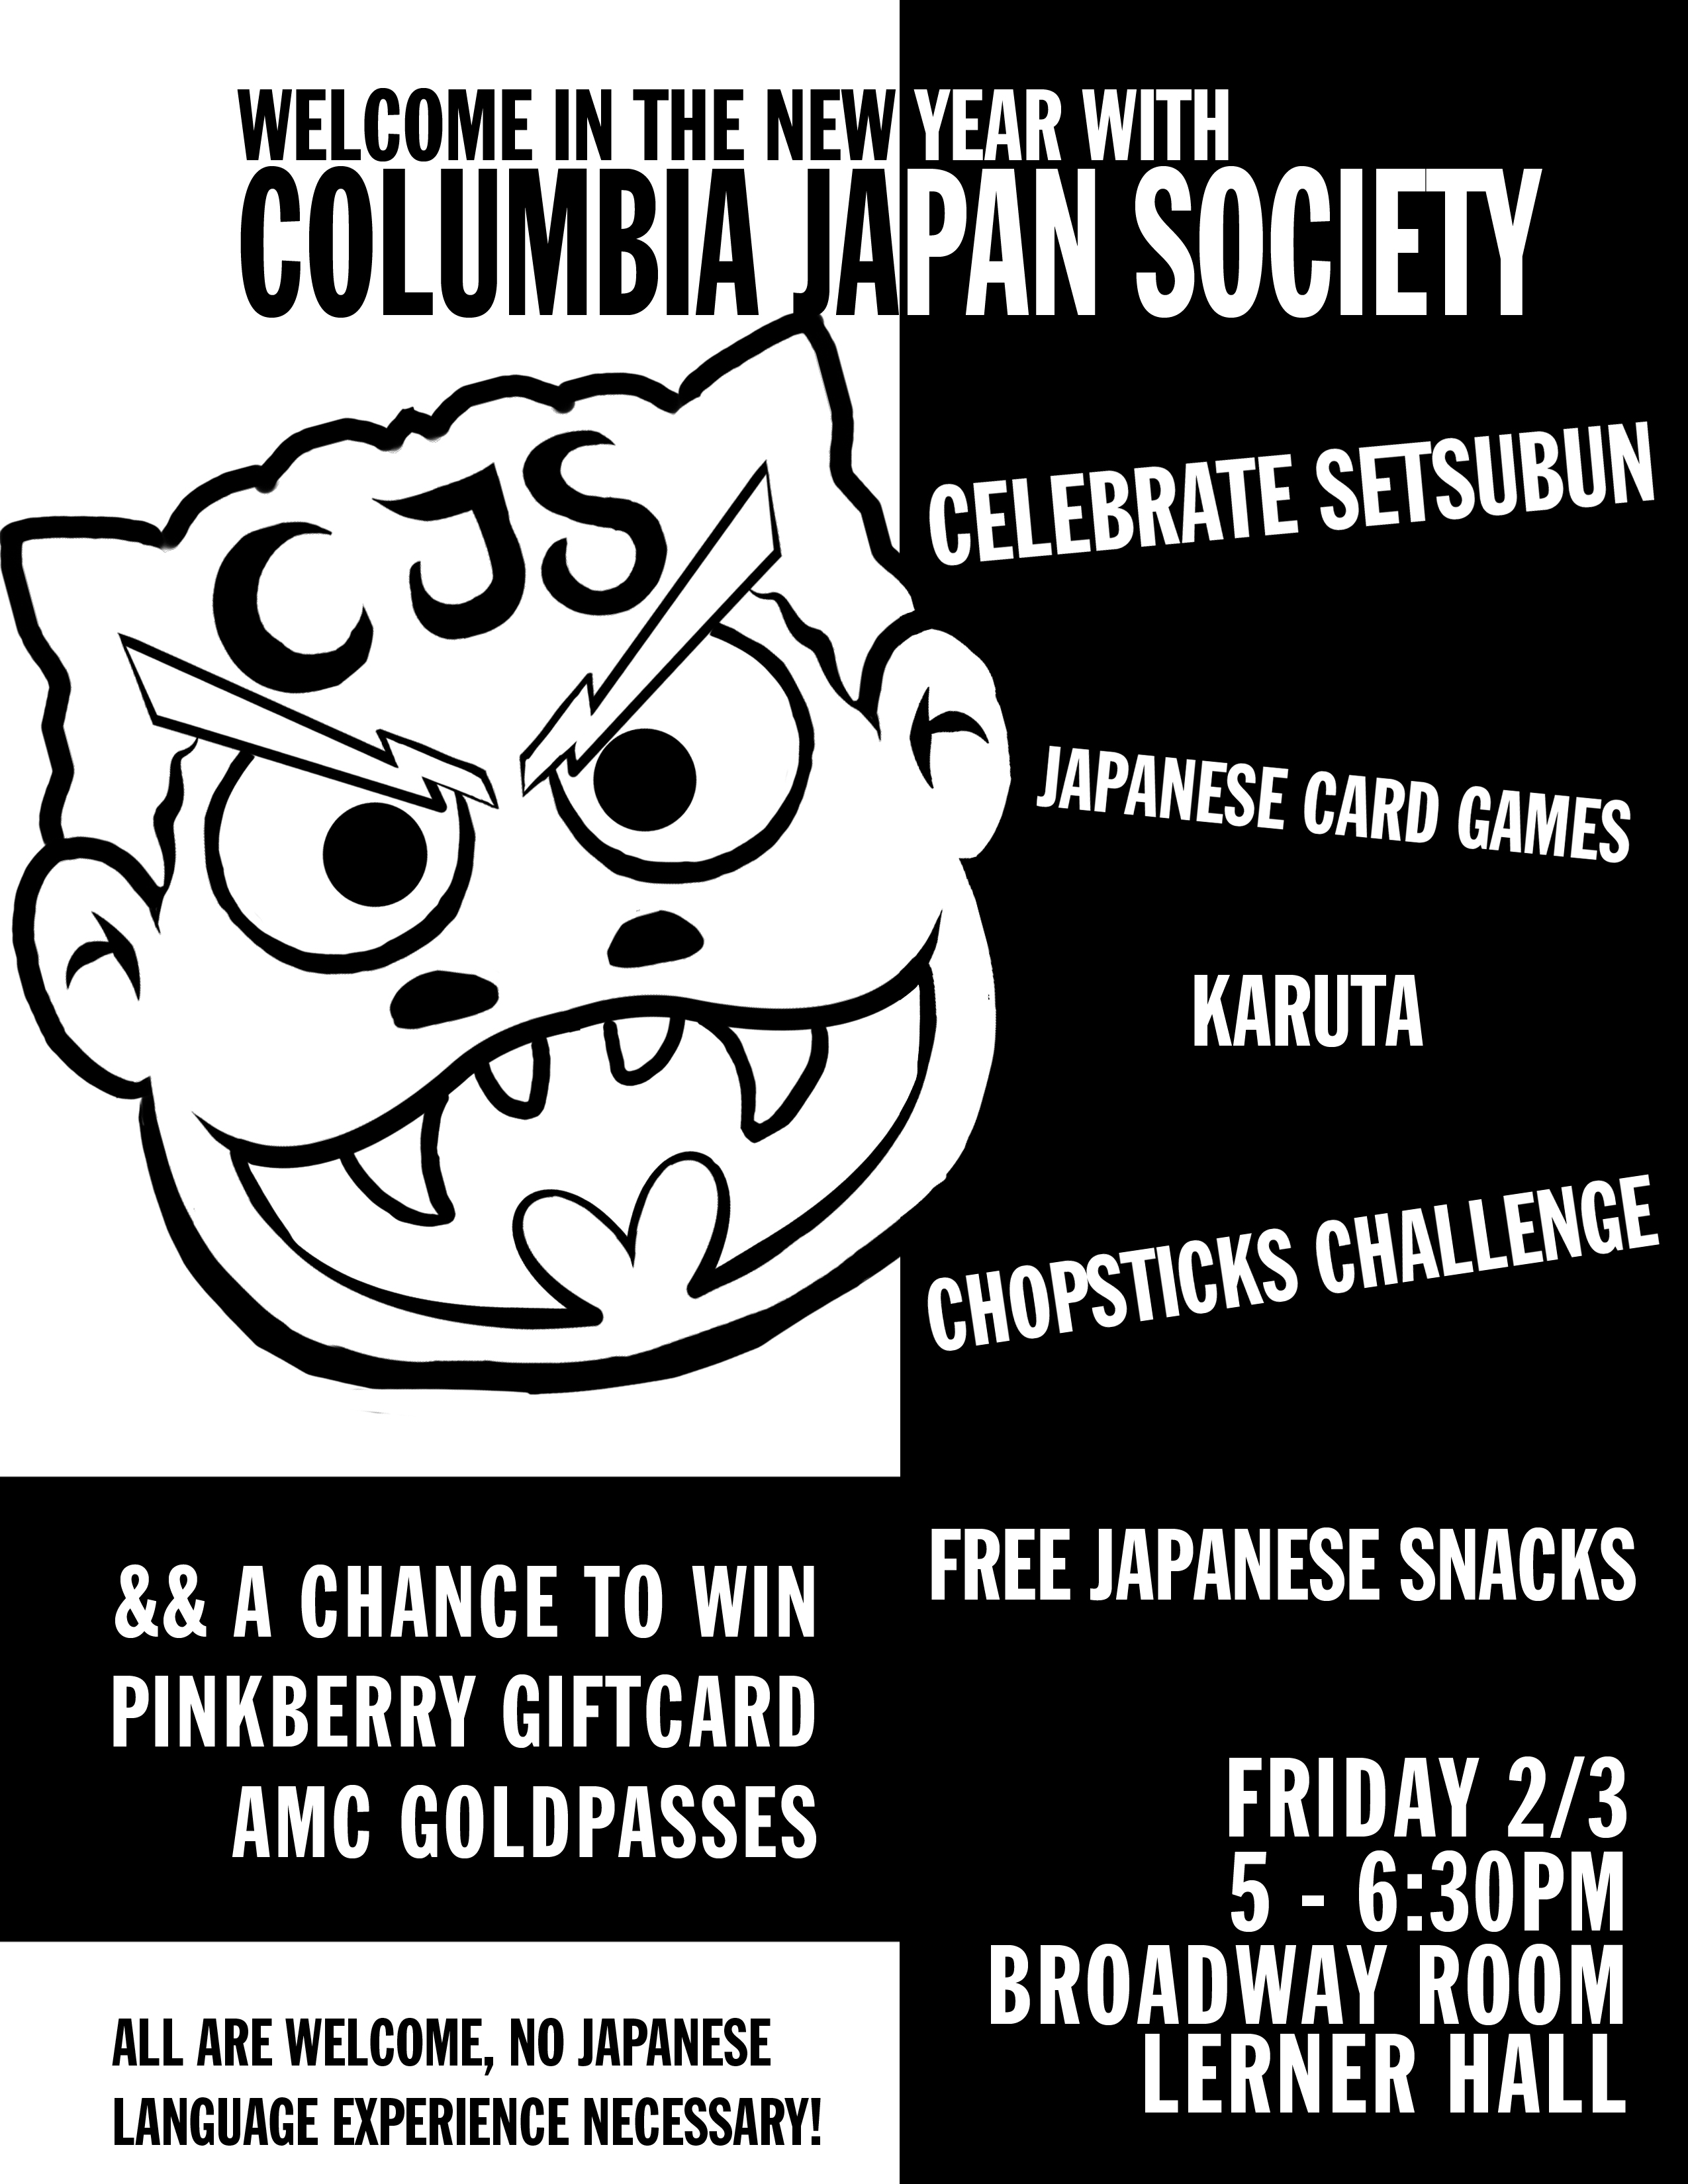 WELCOME IN THE NEW YEAR WITH
COLUMBIA JAPAN SOCIETY
CJS
CELEBRATE SETSUBUN
JAPANESE CARD GAMES
KARUTA
CHOPSTICKS CHALLENGE
FREE JAPANESE SNACKS
&& A CHANCE TO WIN
PINKBERRY GIFTCARD
AMC GOLDPASSES
FRIDAY 2/3
5 - 6:30PM
BROADWAY ROOM
LERNER HALL
ALL ARE WELCOME, NO JAPANESE
LANGUAGE EXPERIENCE NECESSARY!